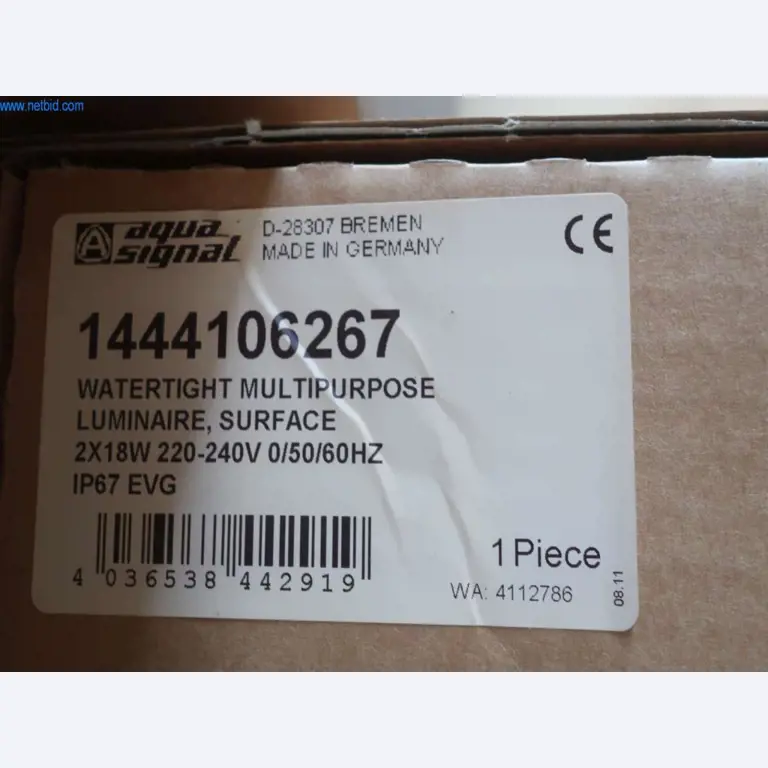 www.netbid.com
aqua signal
D-28307 BREMEN
MADE IN GERMANY
CE
1444106267
WATERTIGHT MULTIPURPOSE
LUMINAIRE, SURFACE
2X18W 220-240V 0/50/60HZ
IP67 EVG
4 036538 442919
1 Piece
WA: 4112786
08.11